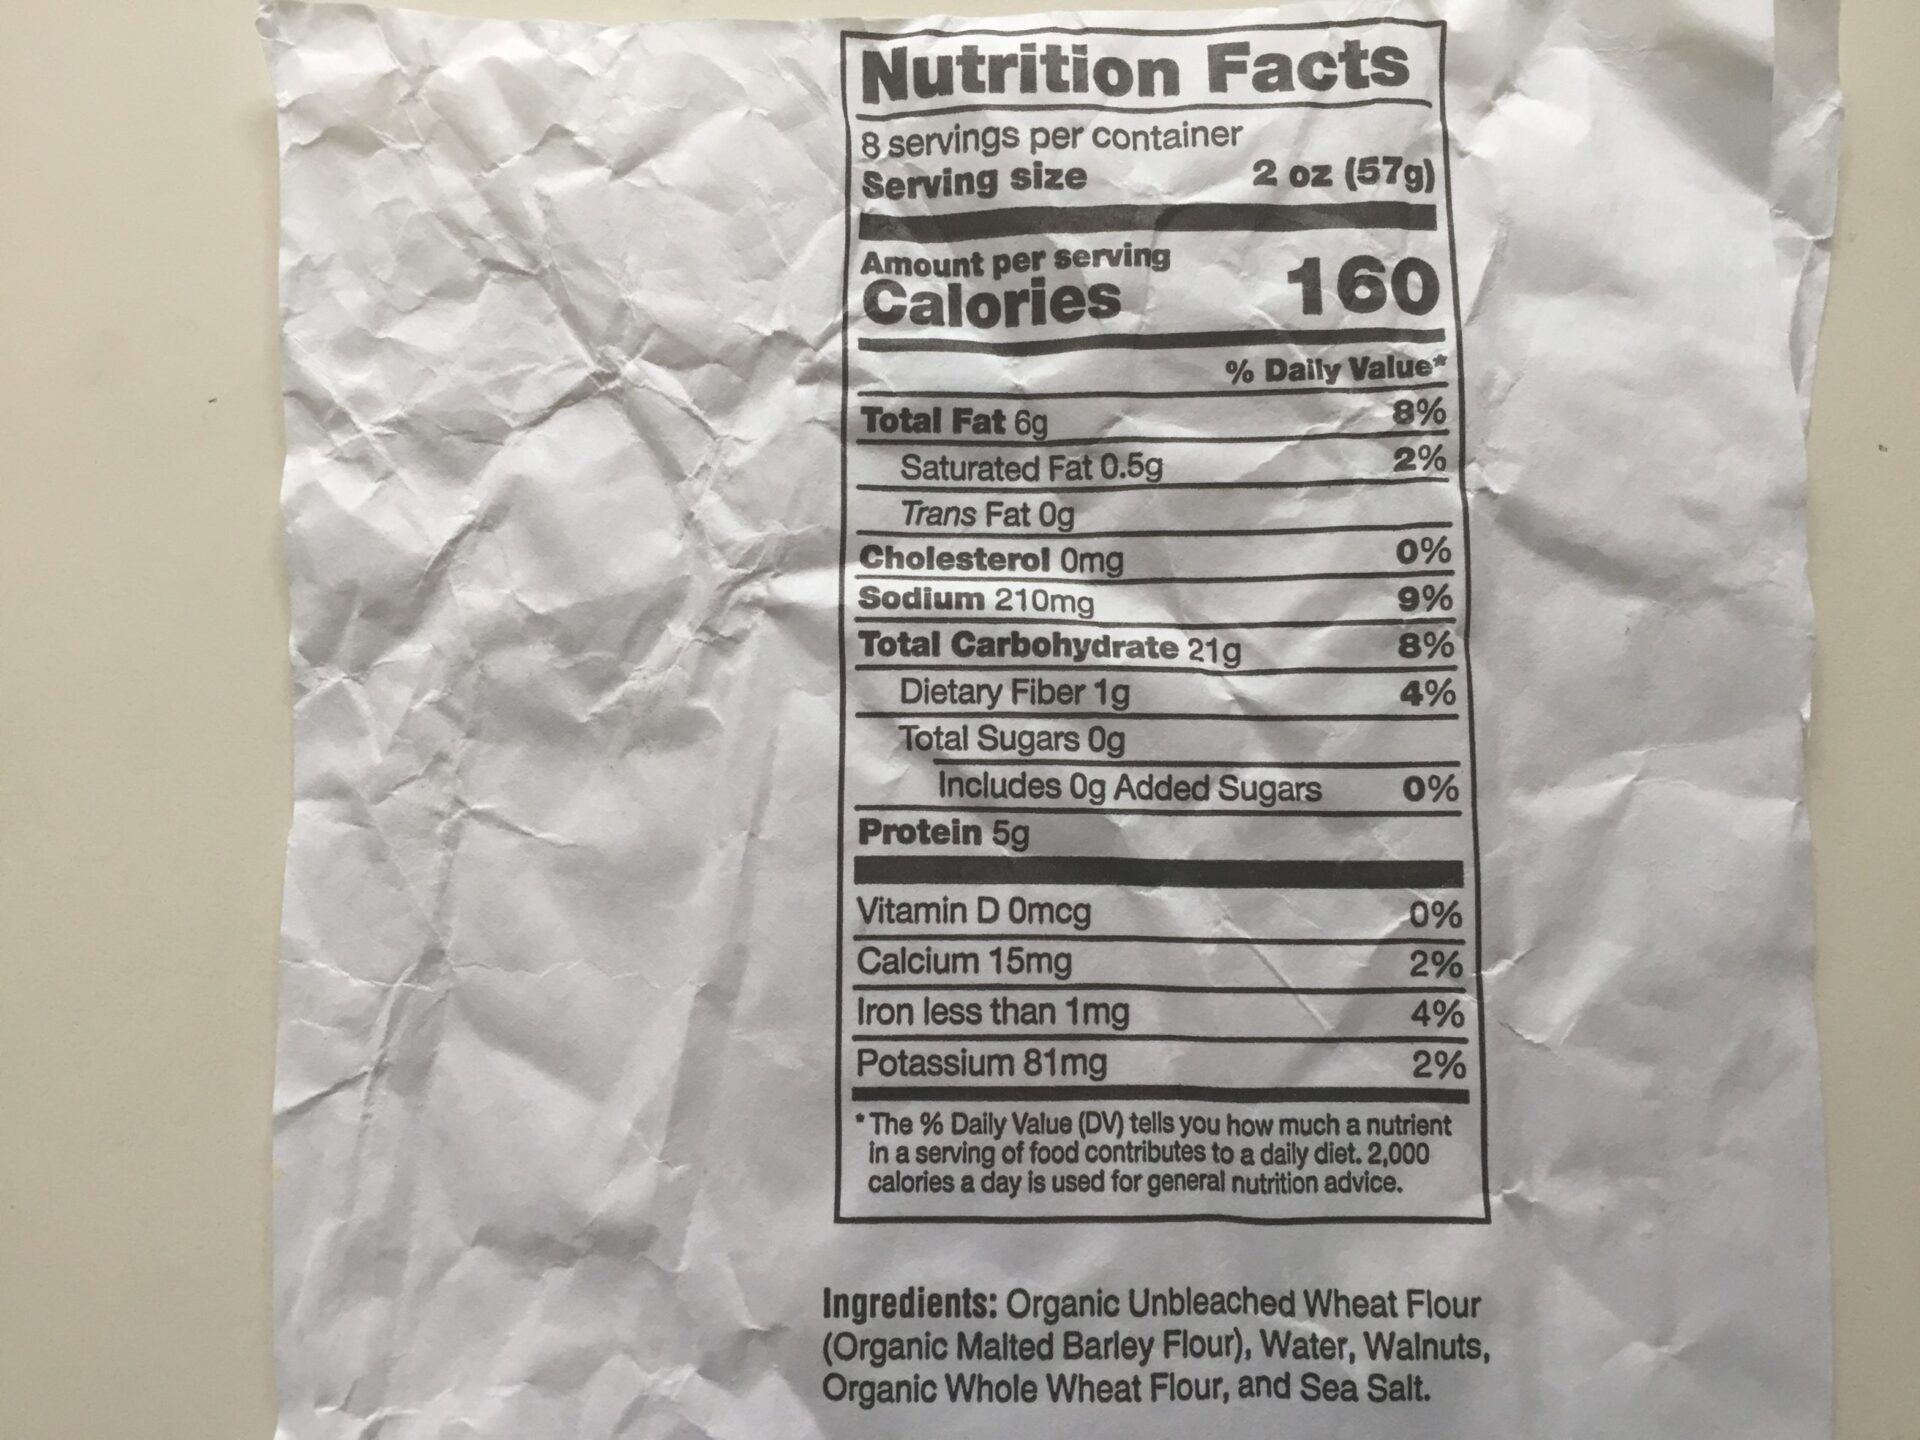 Nutrition Facts
8 servings per container
Serving size 2 oz (57g)
Amount per serving
Calories 160
% Daily Value*
Total Fat 6g 8%
Saturated Fat 0.5g 2%
Trans Fat 0g
Cholesterol 0mg 0%
Sodium 210mg 9%
Total Carbohydrate 21g 8%
Dietary Fiber 1g 4%
Total Sugars 0g
Includes 0g Added Sugars 0%
Protein 5g
Vitamin D 0mcg 0%
Calcium 15mg 2%
Iron less than 1mg 4%
Potassium 81mg 2%
* The % Daily Value (DV) tells you how much a nutrient
in a serving of food contributes to a daily diet. 2,000
calories a day is used for general nutrition advice.
Ingredients: Organic Unbleached Wheat Flour
(Organic Malted Barley Flour), Water, Walnuts,
Organic Whole Wheat Flour, and Sea Salt.